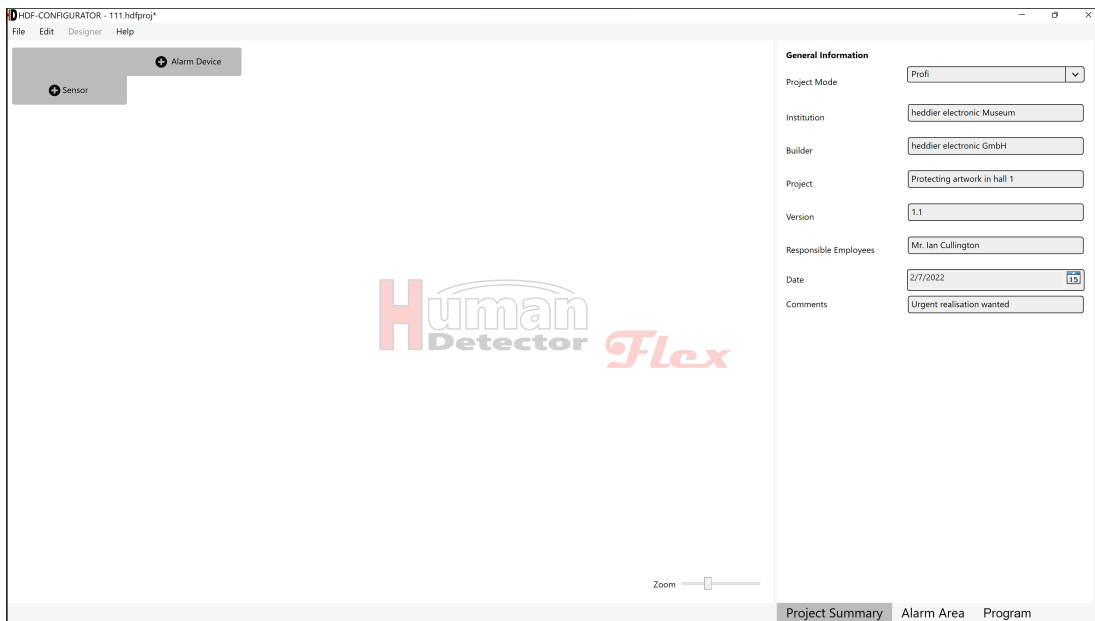 HDF-CONFIGURATOR - 111.hdfproj*
File Edit Designer Help
Alarm Device
Sensor
General Information
Project Mode Profi
Institution heddier electronic Museum
Builder heddier electronic GmbH
Project Protecting artwork in hall 1
Version 1.1
Responsible Employees Mr. Ian Cullington
Date 2/7/2022 15
Comments Urgent realisation wanted
Human
Detector Flex
Zoom
Project Summary Alarm Area Program